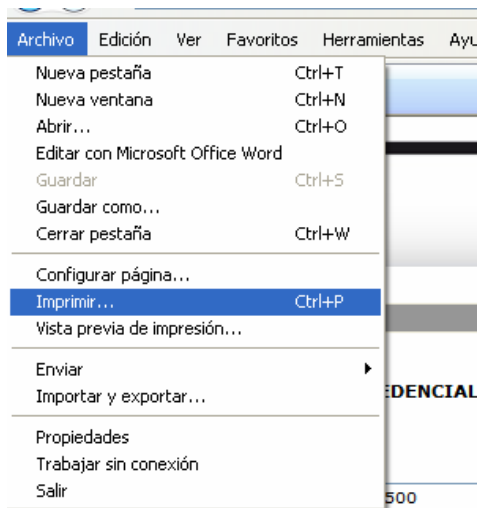 Archivo Edición Ver Favoritos Herramientas Ayu
Nueva pestaña Ctrl+T
Nueva ventana Ctrl+N
Abrir... Ctrl+O
Editar con Microsoft Office Word
Guardar Ctrl+S
Guardar como...
Cerrar pestaña Ctrl+W
Configurar página...
Imprimir... Ctrl+P
Vista previa de impresión...
Enviar
Importar y exportar...
EDENCIAL
Propiedades
Trabajar sin conexión
Salir
500